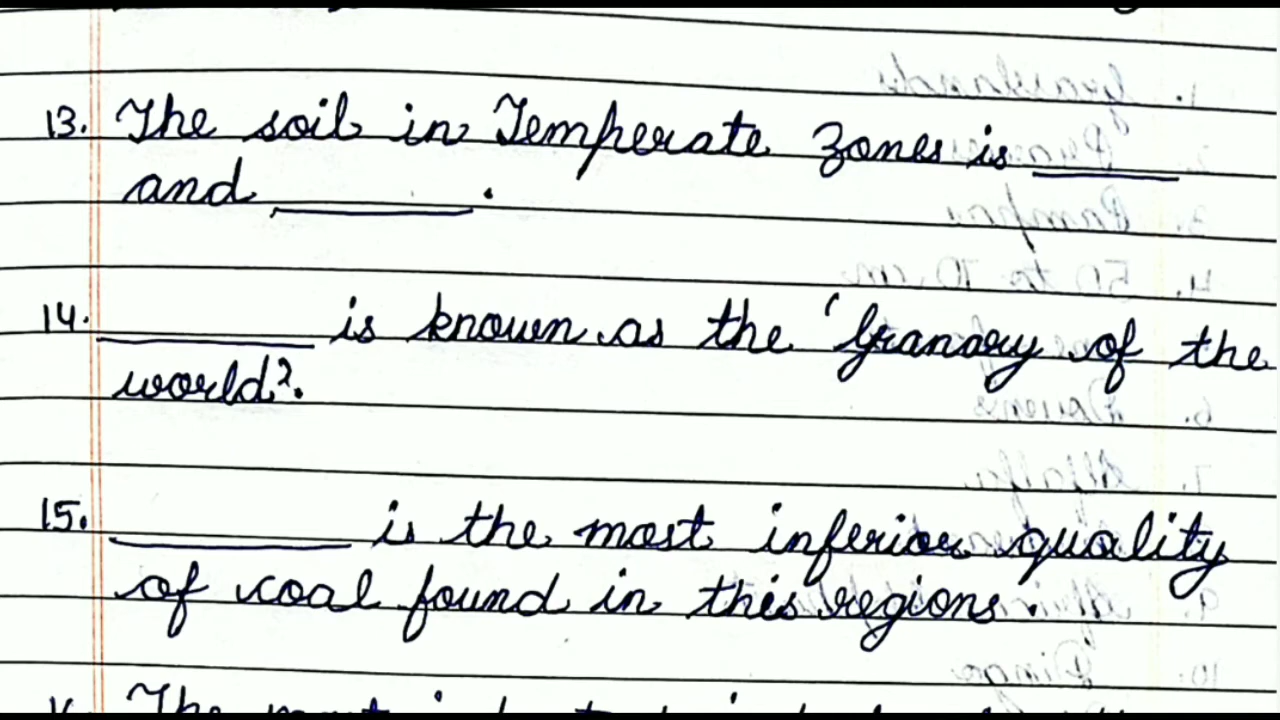 13. The soil in Temperate Zones is ______
and ______.
14. ______ is known as the 'Granary of the
world'.
15. ______ is the most inferior quality
of coal found in this regions.